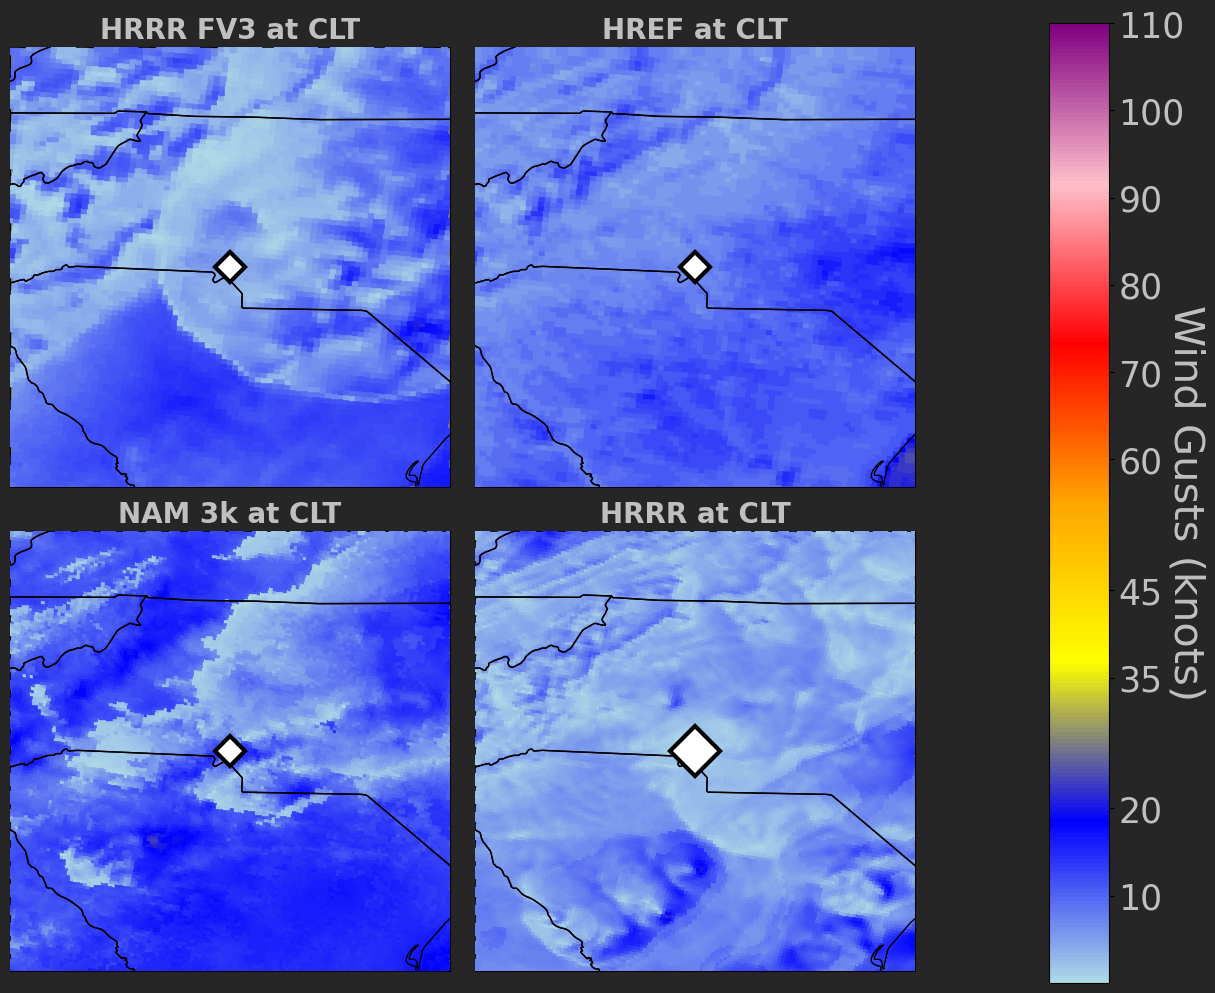 HRRR FV3 at CLT
HREF at CLT
NAM 3k at CLT
HRRR at CLT
110
100
90
80
70
60
45
35
20
10
Wind Gusts (knots)